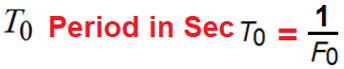 T₀ Period in Sec T₀ = 1/F₀